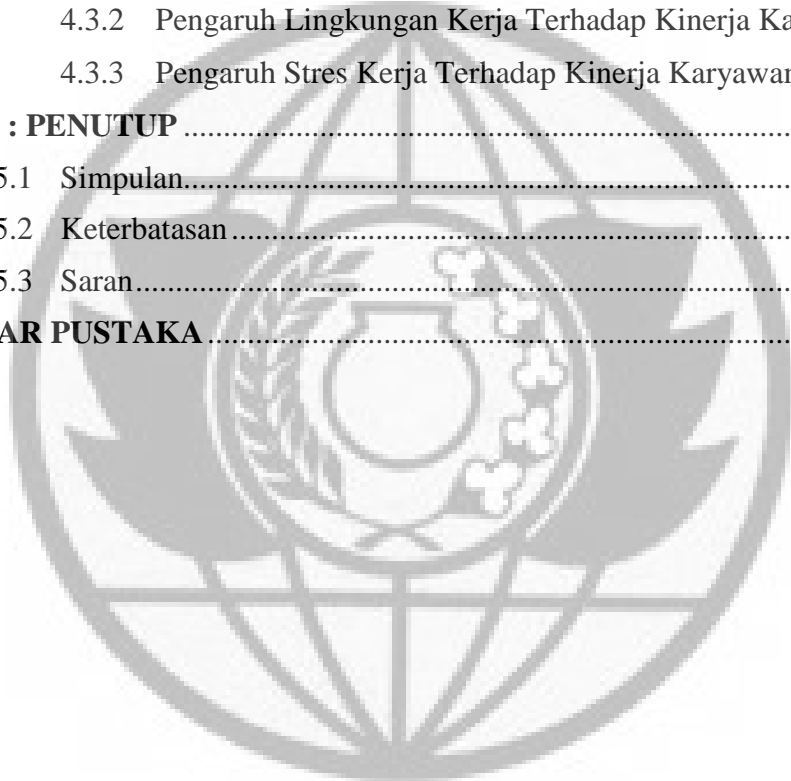 4.3.2 Pengaruh Lingkungan Kerja Terhadap Kinerja Ka
4.3.3 Pengaruh Stres Kerja Terhadap Kinerja Karyawan
: PENUTUP ........................................................................
5.1 Simpulan........................................................................
5.2 Keterbatasan ..................................................................
5.3 Saran..............................................................................
AR PUSTAKA .....................................................................